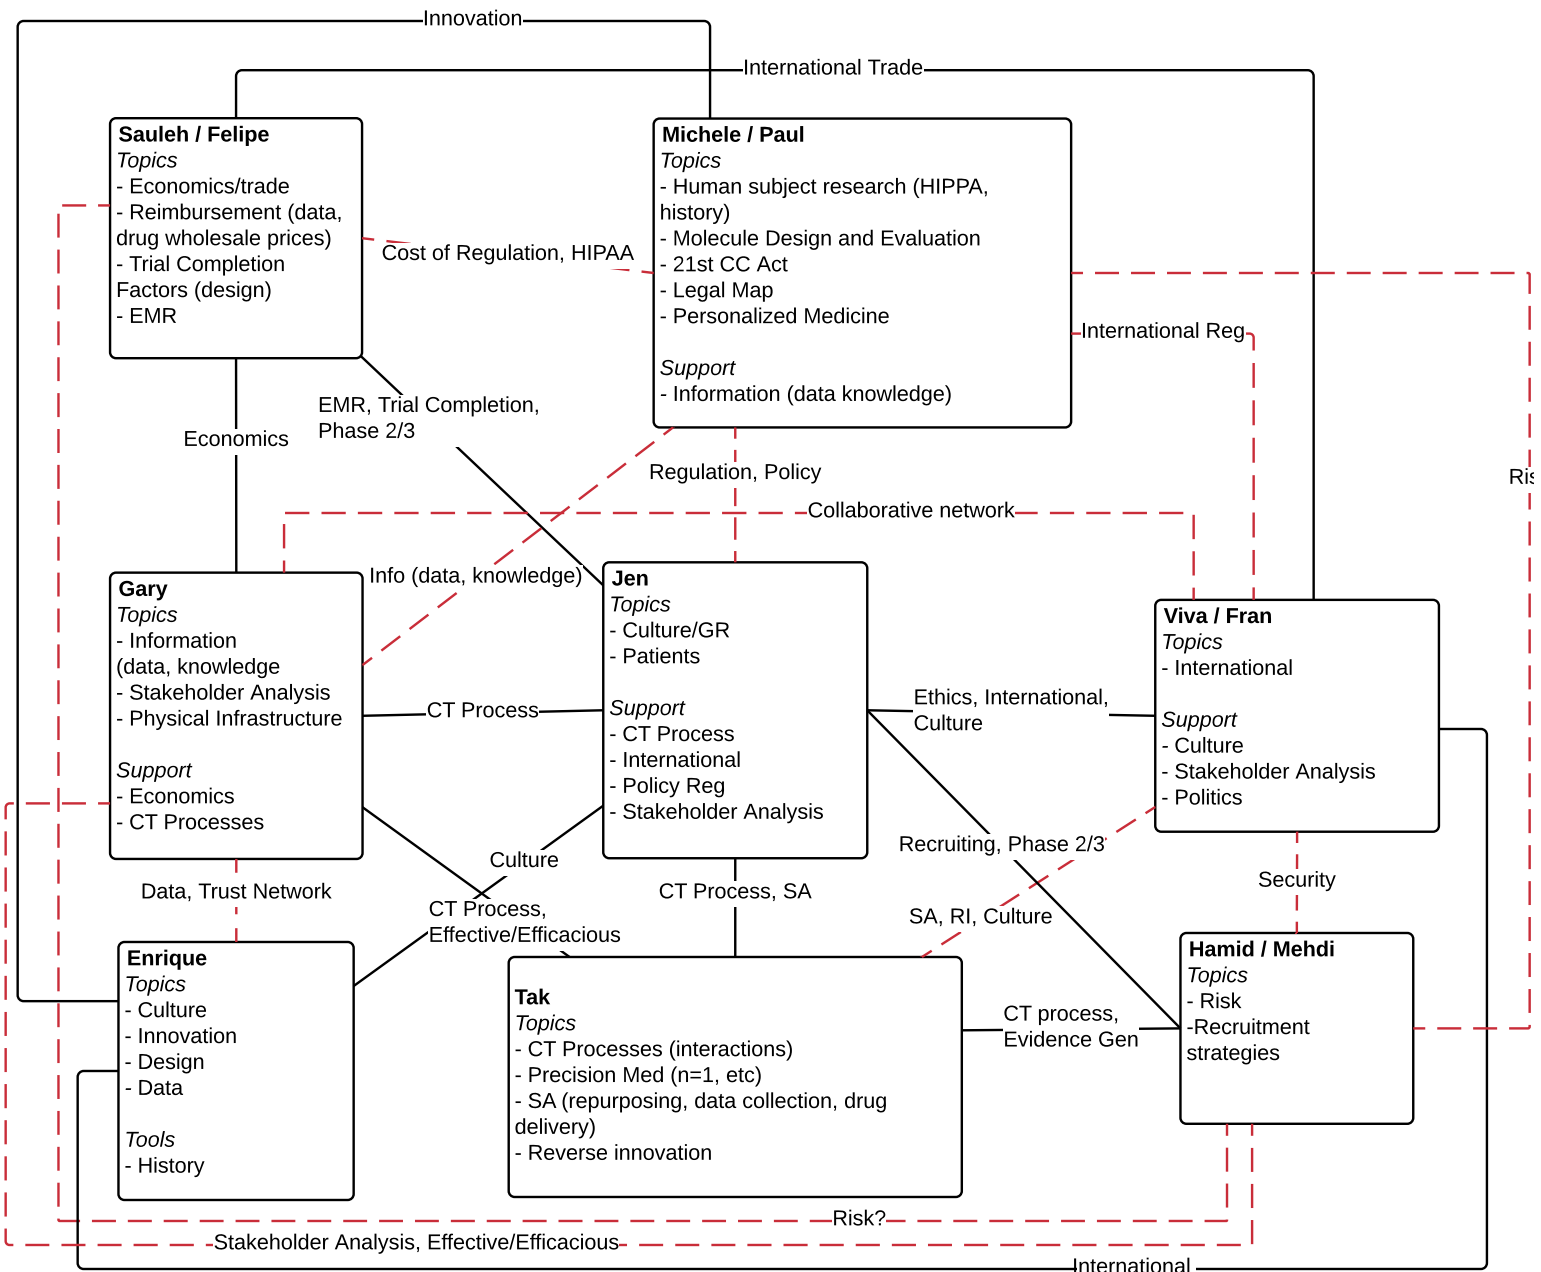 Innovation
International Trade
Sauleh / Felipe
Topics
- Economics/trade
- Reimbursement (data,
drug wholesale prices)
- Trial Completion
Factors (design)
- EMR
Cost of Regulation, HIPAA
Michele / Paul
Topics
- Human subject research (HIPPA,
history)
- Molecule Design and Evaluation
- 21st CC Act
- Legal Map
- Personalized Medicine
Support
- Information (data knowledge)
International Reg
EMR, Trial Completion,
Phase 2/3
Economics
Regulation, Policy
Ris
Collaborative network
Info (data, knowledge)
Gary
Topics
- Information
(data, knowledge
- Stakeholder Analysis
- Physical Infrastructure
Support
- Economics
- CT Processes
CT Process
Jen
Topics
- Culture/GR
- Patients
Support
- CT Process
- International
- Policy Reg
- Stakeholder Analysis
Ethics, International,
Culture
Viva / Fran
Topics
- International
Support
- Culture
- Stakeholder Analysis
- Politics
Recruiting, Phase 2/3
Culture
Data, Trust Network
CT Process, SA
Security
CT Process,
Effective/Efficacious
SA, RI, Culture
Enrique
Topics
- Culture
- Innovation
- Design
- Data
Tools
- History
Tak
Topics
- CT Processes (interactions)
- Precision Med (n=1, etc)
- SA (repurposing, data collection, drug
delivery)
- Reverse innovation
CT process,
Evidence Gen
Hamid / Mehdi
Topics
- Risk
-Recruitment
strategies
Risk?
Stakeholder Analysis, Effective/Efficacious
International